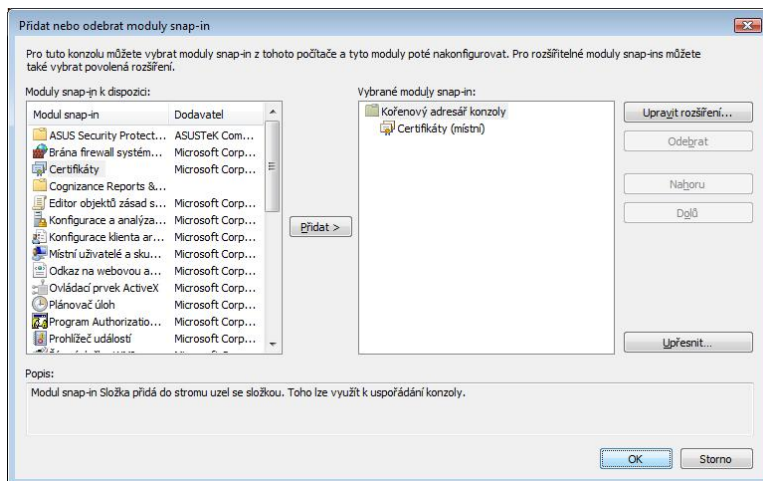 Přidat nebo odebrat moduly snap-in
Pro tuto konzolu můžete vybrat moduly snap-in z tohoto počítače a tyto moduly poté nakonfigurovat. Pro rozšiřitelné moduly snap-ins můžete
také vybrat povolená rozšíření.
Moduly snap-in k dispozici:
Modul snap-in Dodavatel
ASUS Security Protect... ASUSTeK Com...
Brána firewall systém... Microsoft Corp...
Certifikáty Microsoft Corp...
Cognizance Reports &...
Editor objektů zásad s... Microsoft Corp...
Konfigurace a analýza... Microsoft Corp...
Konfigurace klienta ar... Microsoft Corp...
Místní uživatelé a sku... Microsoft Corp...
Odkaz na webovou a... Microsoft Corp...
Ovládací prvek ActiveX Microsoft Corp...
Plánovač úloh Microsoft Corp...
Program Authorizatio... Microsoft Corp...
Prohlížeč událostí Microsoft Corp...
Přidat >
Vybrané moduly snap-in:
Kořenový adresář konzoly
Certifikáty (místní)
Upravit rozšíření...
Odebrat
Nahoru
Dolů
Upřesnit...
Popis:
Modul snap-in Složka přidá do stromu uzel se složkou. Toho lze využít k uspořádání konzoly.
OK Storno